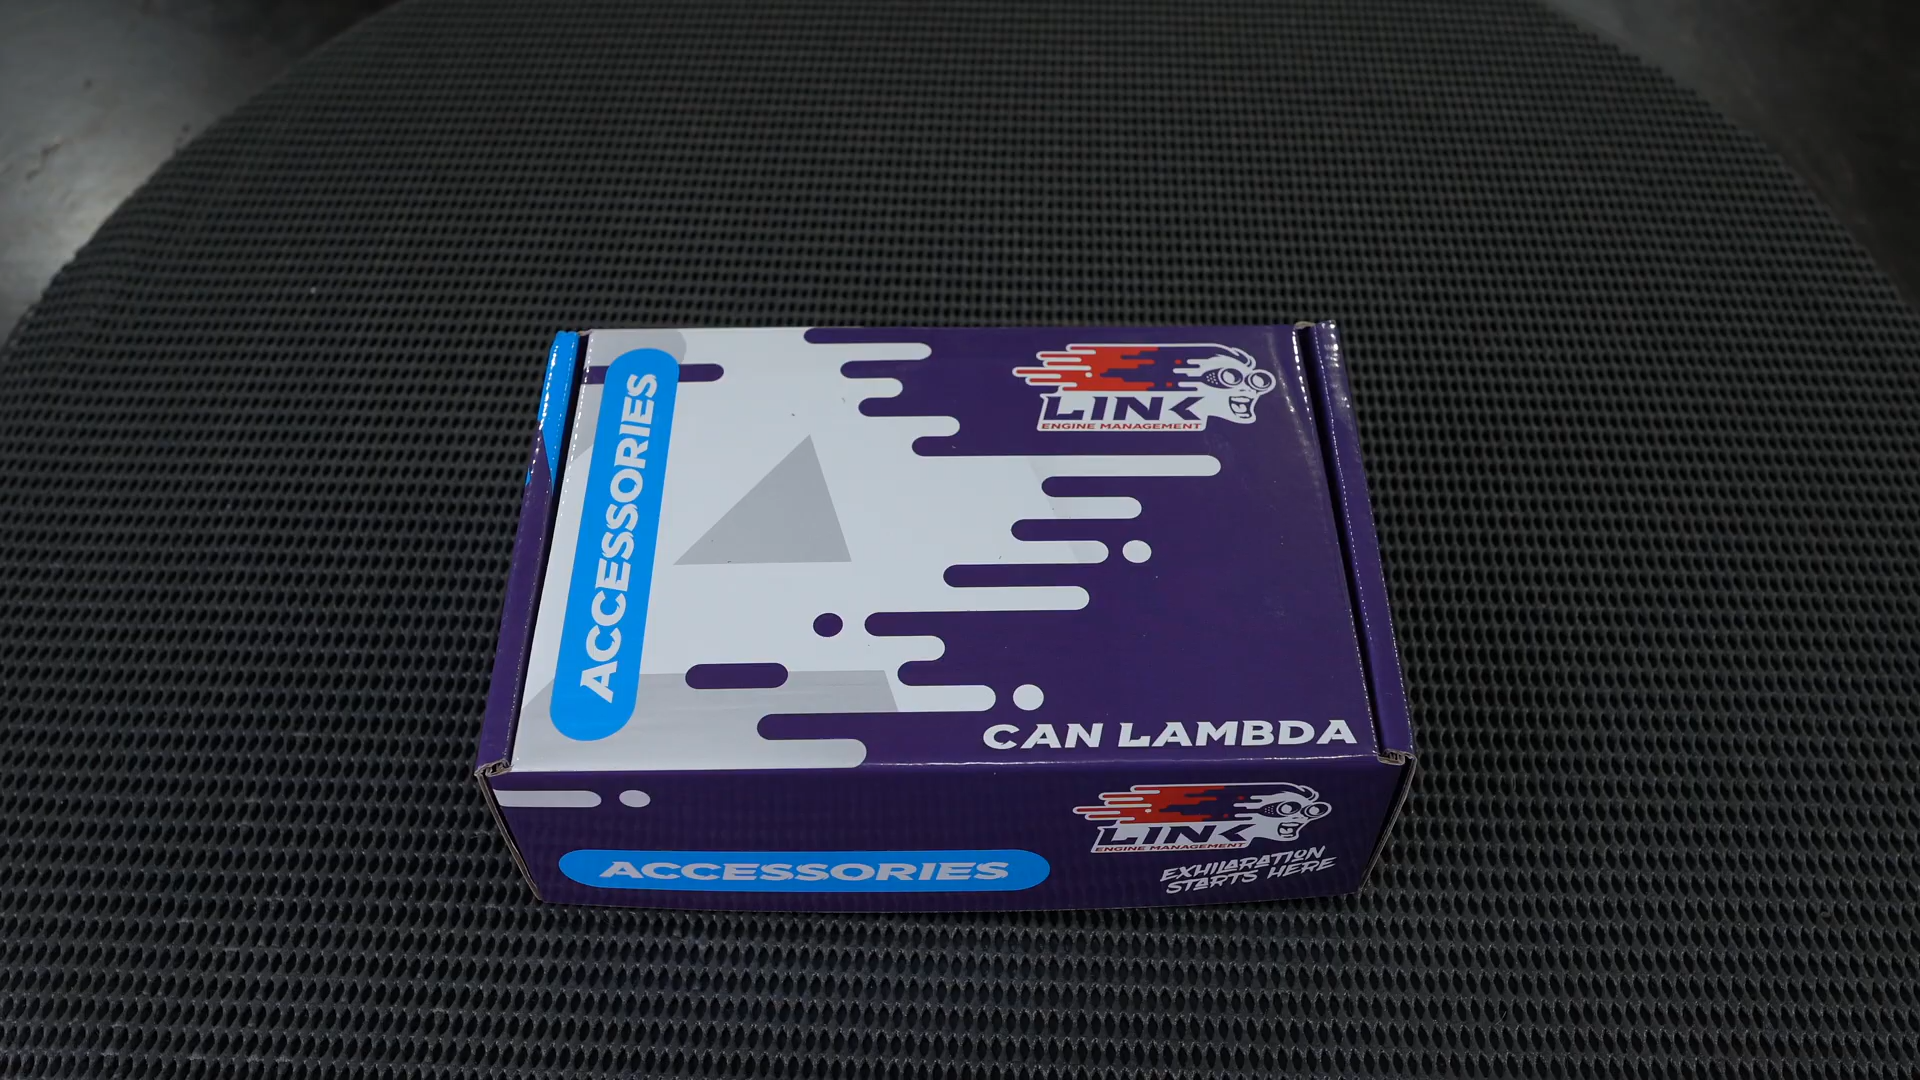 ACCESSORIES
LINK
ENGINE MANAGEMENT
CAN LAMBDA
ACCESSORIES
LINK
ENGINE MANAGEMENT
EXHILARATION
STARTS HERE